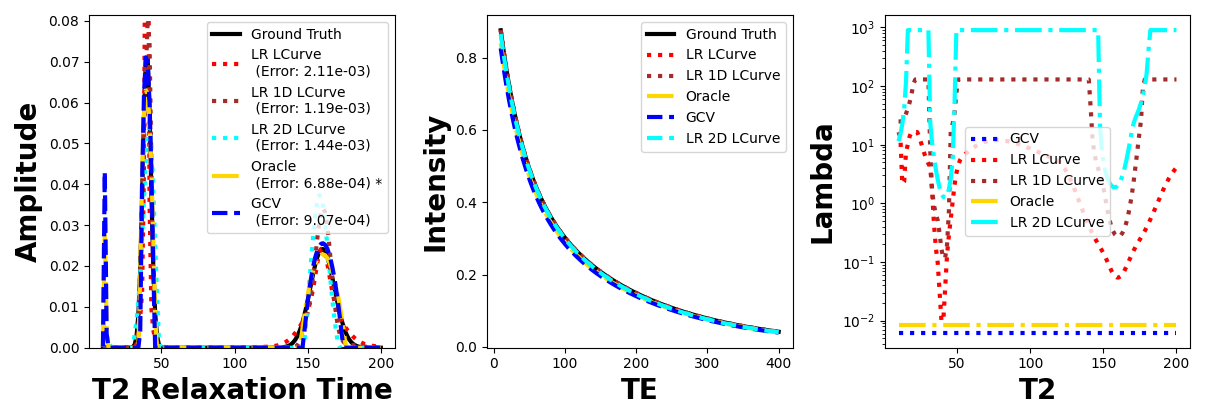 0.08
0.07
0.06
0.05
0.04
0.03
0.02
0.01
0.00
Amplitude
50
100
150
200
T2 Relaxation Time
Ground Truth
LR LCurve
(Error: 2.11e-03)
LR 1D LCurve
(Error: 1.19e-03)
LR 2D LCurve
(Error: 1.44e-03)
Oracle
(Error: 6.88e-04) *
GCV
(Error: 9.07e-04)
0.8
0.6
0.4
0.2
0.0
Intensity
0
100
200
300
400
TE
Ground Truth
LR LCurve
LR 1D LCurve
Oracle
GCV
LR 2D LCurve
10³
10²
10¹
10⁰
10⁻¹
10⁻²
Lambda
50
100
150
200
T2
GCV
LR LCurve
LR 1D LCurve
Oracle
LR 2D LCurve